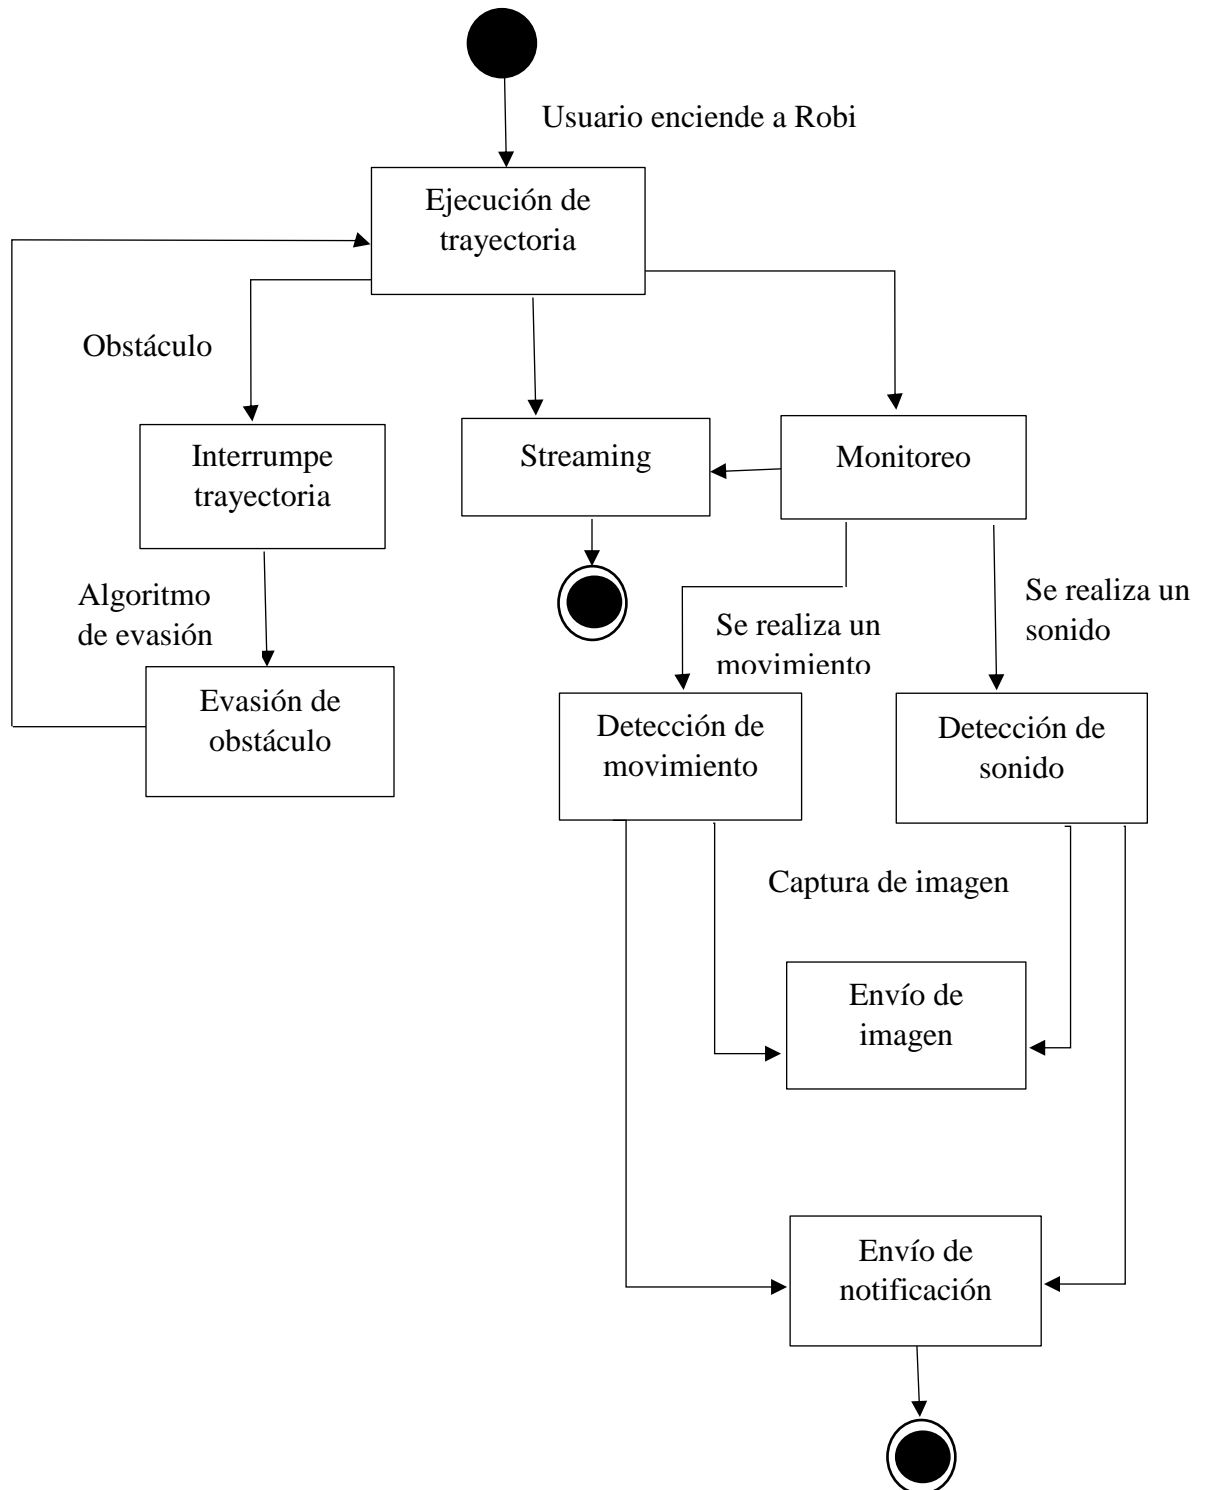 Usuario enciende a Robi
Ejecución de
trayectoria
Obstáculo
Interrumpe
trayectoria
Streaming
Monitoreo
Algoritmo
de evasión
Se realiza un
movimiento
Se realiza un
sonido
Evasión de
obstáculo
Detección de
movimiento
Detección de
sonido
Captura de imagen
Envío de
imagen
Envío de
notificación